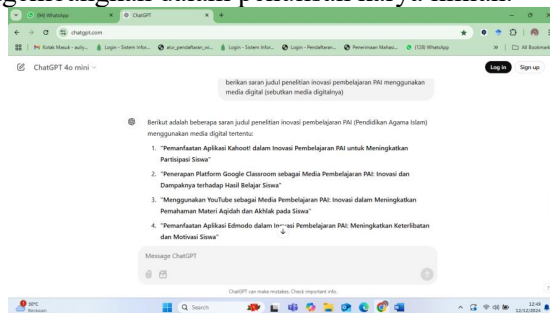 (94) WhatsApp
ChatGPT
chatgpt.com
Kotak Masuk - auliy...
Login - Sistem Infor...
alur_pendaftaran_wi...
Login - Sistem Infor...
Login - Pendaftaran...
Penerimaan Mahasi...
(133) WhatsApp
All Bookmarks
ChatGPT 4o mini
Log in
Sign up
berikan saran judul penelitian inovasi pembelajaran PAI menggunakan
media digital (sebutkan media digitalnya)
Berikut adalah beberapa saran judul penelitian inovasi pembelajaran PAI (Pendidikan Agama Islam)
menggunakan media digital tertentu:
1. "Pemanfaatan Aplikasi Kahoot! dalam Inovasi Pembelajaran PAI untuk Meningkatkan
Partisipasi Siswa"
2. "Penerapan Platform Google Classroom sebagai Media Pembelajaran PAI: Inovasi dan
Dampaknya terhadap Hasil Belajar Siswa"
3. "Menggunakan YouTube sebagai Media Pembelajaran PAI: Inovasi dalam Meningkatkan
Pemahaman Materi Aqidah dan Akhlak pada Siswa"
4. "Pemanfaatan Aplikasi Edmodo dalam Inovasi Pembelajaran PAI: Meningkatkan Keterlibatan
dan Motivasi Siswa"
Message ChatGPT
ChatGPT can make mistakes. Check important info.
30°C
Berawan
Search
12:49
12/12/2024